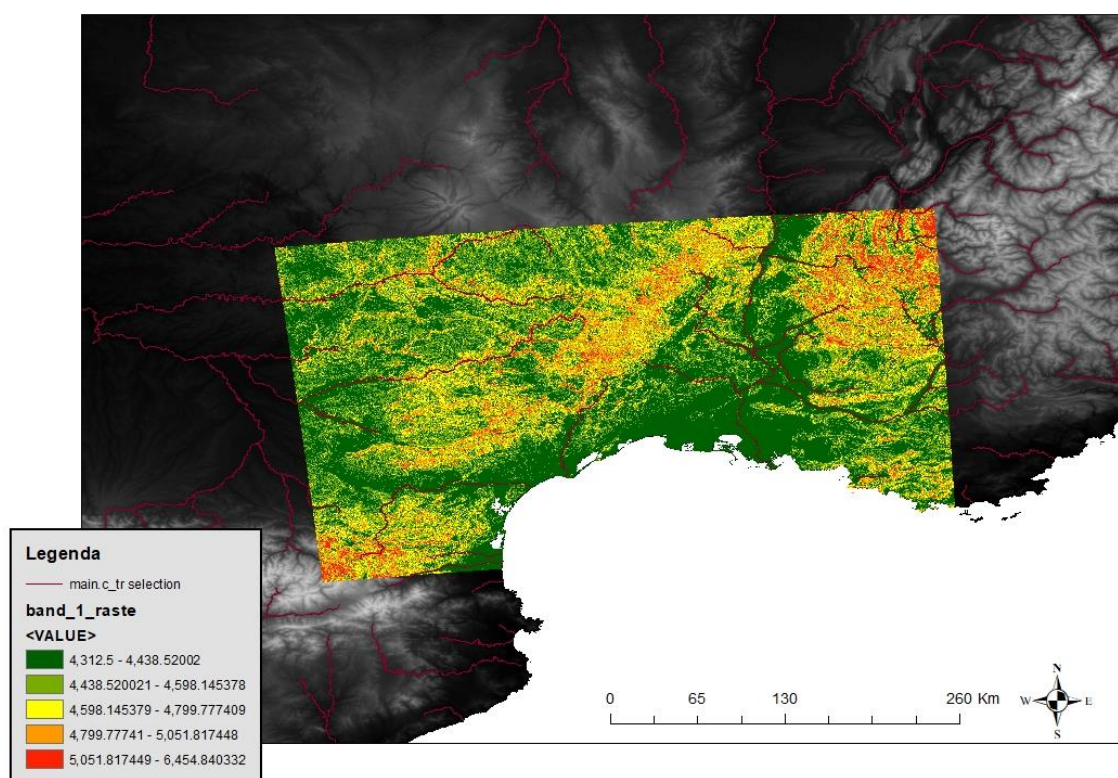 Legenda
main.c_tr selection
band_1_raste
<VALUE>
4,312.5 - 4,438.52002
4,438.520021 - 4,598.145378
4,598.145379 - 4,799.777409
4,799.77741 - 5,051.817448
5,051.817449 - 6,454.840332
0 65 130 260 Km
N
W E
S